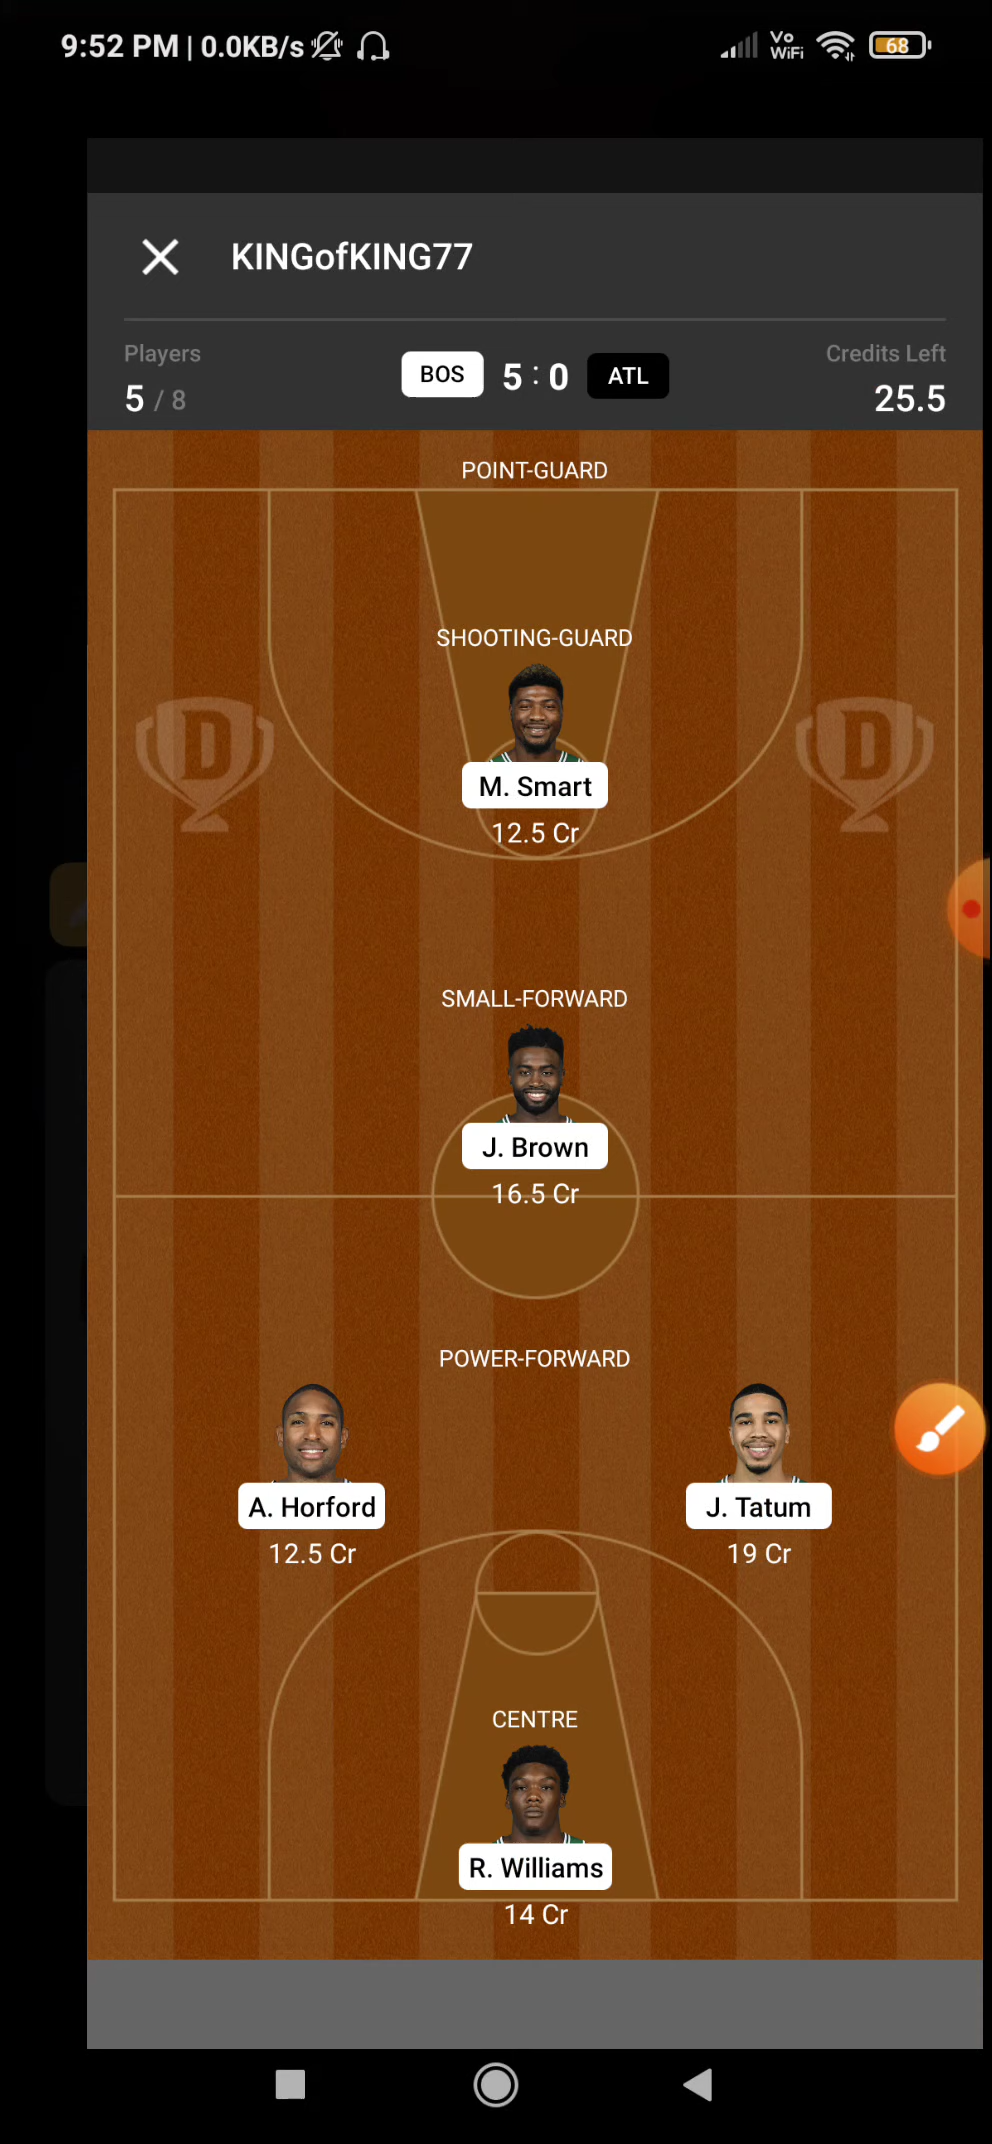 9:52 PM | 0.0KB/s Vo WiFi 68
KINGofKING77
Players Credits Left
5 / 8 BOS 5 : 0 ATL 25.5
POINT-GUARD
SHOOTING-GUARD
D D
M. Smart
12.5 Cr
SMALL-FORWARD
J. Brown
16.5 Cr
POWER-FORWARD
A. Horford J. Tatum
12.5 Cr 19 Cr
CENTRE
R. Williams
14 Cr